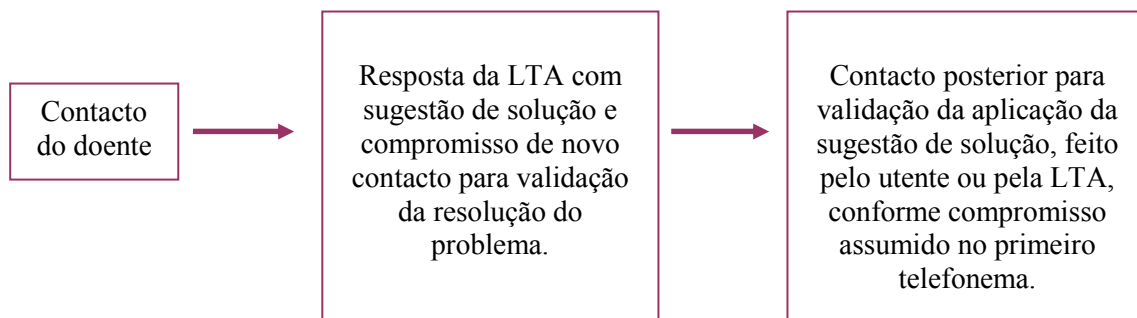 Contacto
do doente
Resposta da LTA com
sugestão de solução e
compromisso de novo
contacto para validação
da resolução do
problema.
Contacto posterior para
validação da aplicação da
sugestão de solução, feito
pelo utente ou pela LTA,
conforme compromisso
assumido no primeiro
telefonema.